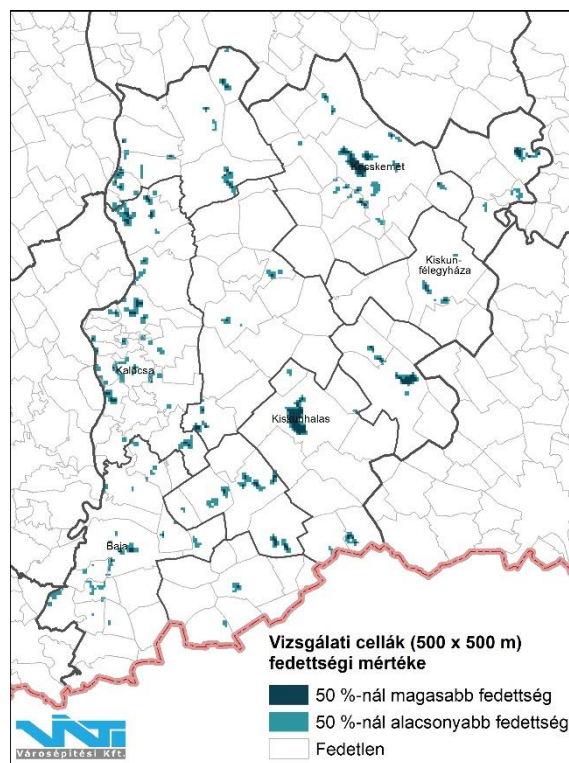 Kecskemét
Kiskun-
félegyháza
Kalocsa
Kiskunhalas
Baja
Vizsgálati cellák (500 x 500 m)
fedettségi mértéke
50 %-nál magasabb fedettség
50 %-nál alacsonyabb fedettség
Fedetlen
VÁTI
Városépítési Kft.